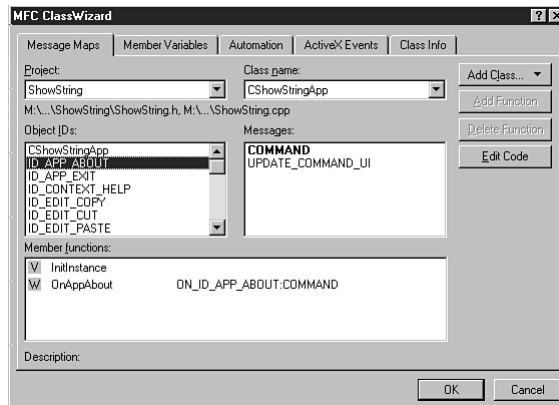 MFC ClassWizard
Message Maps Member Variables Automation ActiveX Events Class Info
Project: Class name:
ShowString CShowStringApp
Add Class...
M:\...\ShowString\ShowString.h, M:\...\ShowString.cpp
Add Function
Object IDs: Messages:
Delete Function
CShowStringApp COMMAND
ID_APP_ABOUT UPDATE_COMMAND_UI
Edit Code
ID_APP_EXIT
ID_CONTEXT_HELP
ID_EDIT_COPY
ID_EDIT_CUT
ID_EDIT_PASTE
Member functions:
V InitInstance
W OnAppAbout ON_ID_APP_ABOUT:COMMAND
Description:
OK Cancel